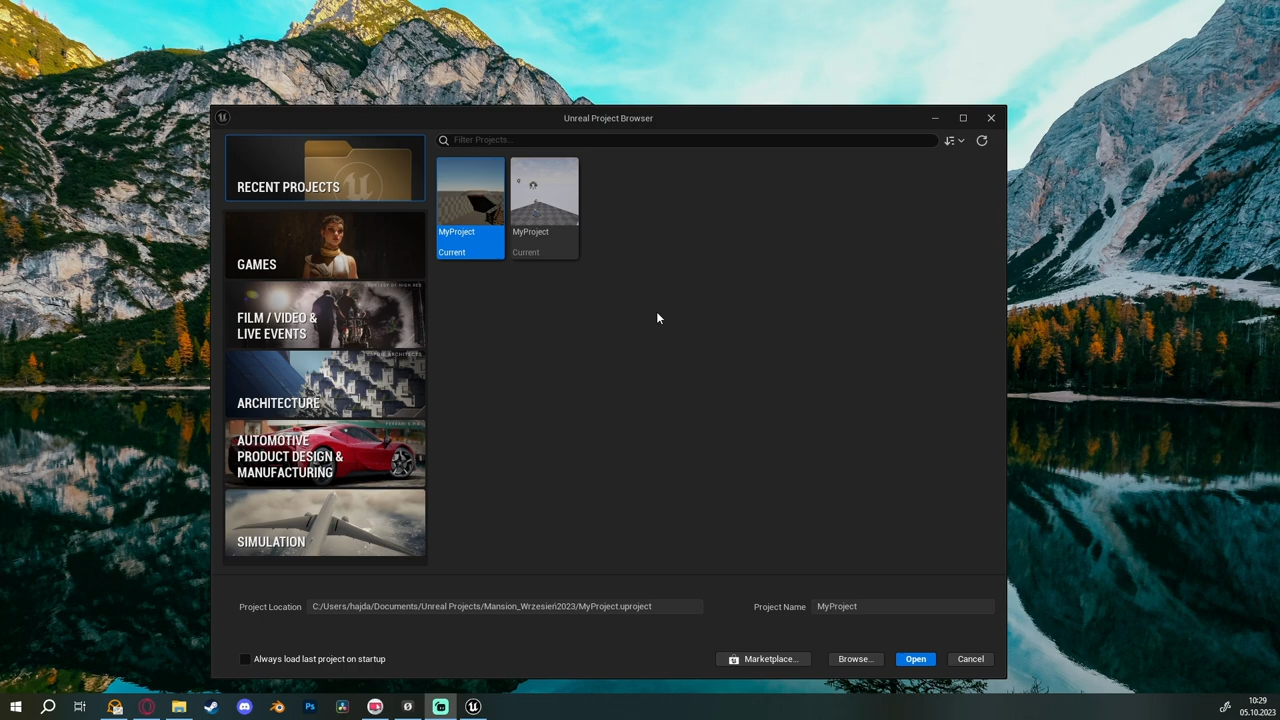 Unreal Project Browser
Filter Projects...
RECENT PROJECTS
GAMES
FILM / VIDEO &
LIVE EVENTS
ARCHITECTURE
AUTOMOTIVE
PRODUCT DESIGN &
MANUFACTURING
SIMULATION
MyProject
Current
MyProject
Current
Project Location
C:/Users/hajda/Documents/Unreal Projects/Mansion_Wrzesień2023/MyProject.uproject
Project Name
MyProject
Always load last project on startup
Marketplace...
Browse...
Open
Cancel
Ps
10:29
05.10.2023